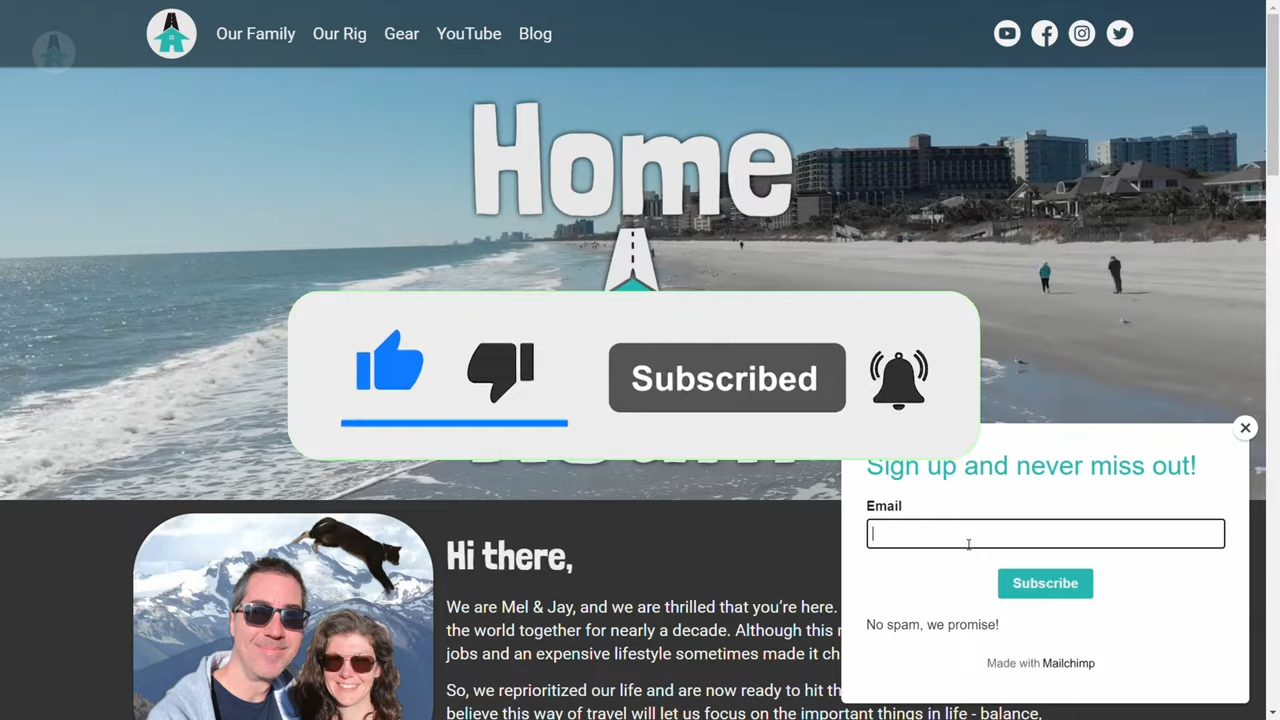 Our Family Our Rig Gear YouTube Blog
Home
Subscribed
Sign up and never miss out!
Email
Subscribe
No spam, we promise!
Made with Mailchimp
Hi there,
We are Mel & Jay, and we are thrilled that you're here.
the world together for nearly a decade. Although this
jobs and an expensive lifestyle sometimes made it
So, we reprioritized our life and are now ready to hit
believe this way of travel will let us focus on the important things in life - balance.